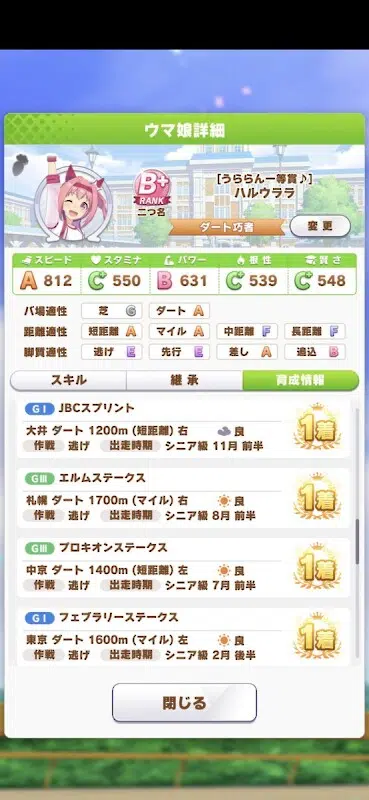 ウマ娘詳細
B+
RANK
二つ名
[うららん一等賞♪]
ハルウララ
ダート巧者
変更
スピード スタミナ パワー 根性 賢さ
A 812 C+ 550 B 631 C+ 539 C+ 548
バ場適性 芝 G ダート A
距離適性 短距離 A マイル A 中距離 F 長距離 F
脚質適性 逃げ E 先行 E 差し A 追込 B
スキル 継承 育成情報
GⅠ JBCスプリント
大井 ダート 1200m (短距離) 右 良
作戦 逃げ 出走時期 シニア級 11月 前半
1着
GⅢ エルムステークス
札幌 ダート 1700m (マイル) 右 良
作戦 逃げ 出走時期 シニア級 8月 前半
1着
GⅢ プロキオンステークス
中京 ダート 1400m (短距離) 左 良
作戦 逃げ 出走時期 シニア級 7月 前半
1着
GⅠ フェブラリーステークス
東京 ダート 1600m (マイル) 左 良
作戦 逃げ 出走時期 シニア級 2月 後半
1着
閉じる